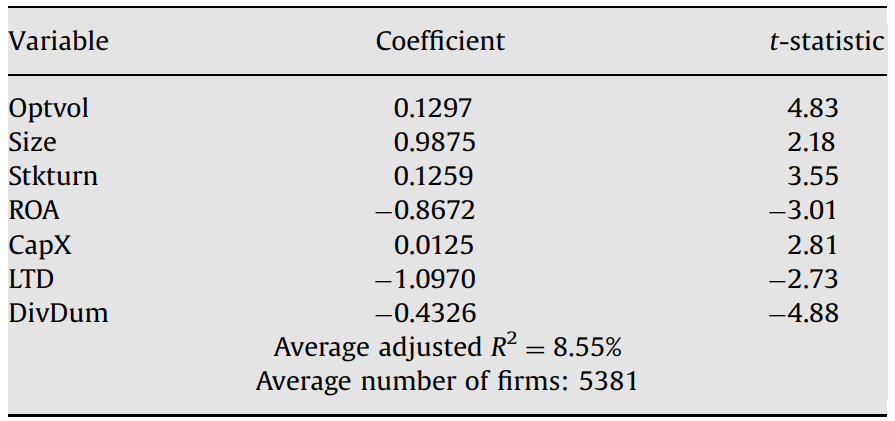 Variable Coefficient t-statistic
Optvol 0.1297 4.83
Size 0.9875 2.18
Stkturn 0.1259 3.55
ROA −0.8672 −3.01
CapX 0.0125 2.81
LTD −1.0970 −2.73
DivDum −0.4326 −4.88
Average adjusted R² = 8.55%
Average number of firms: 5381